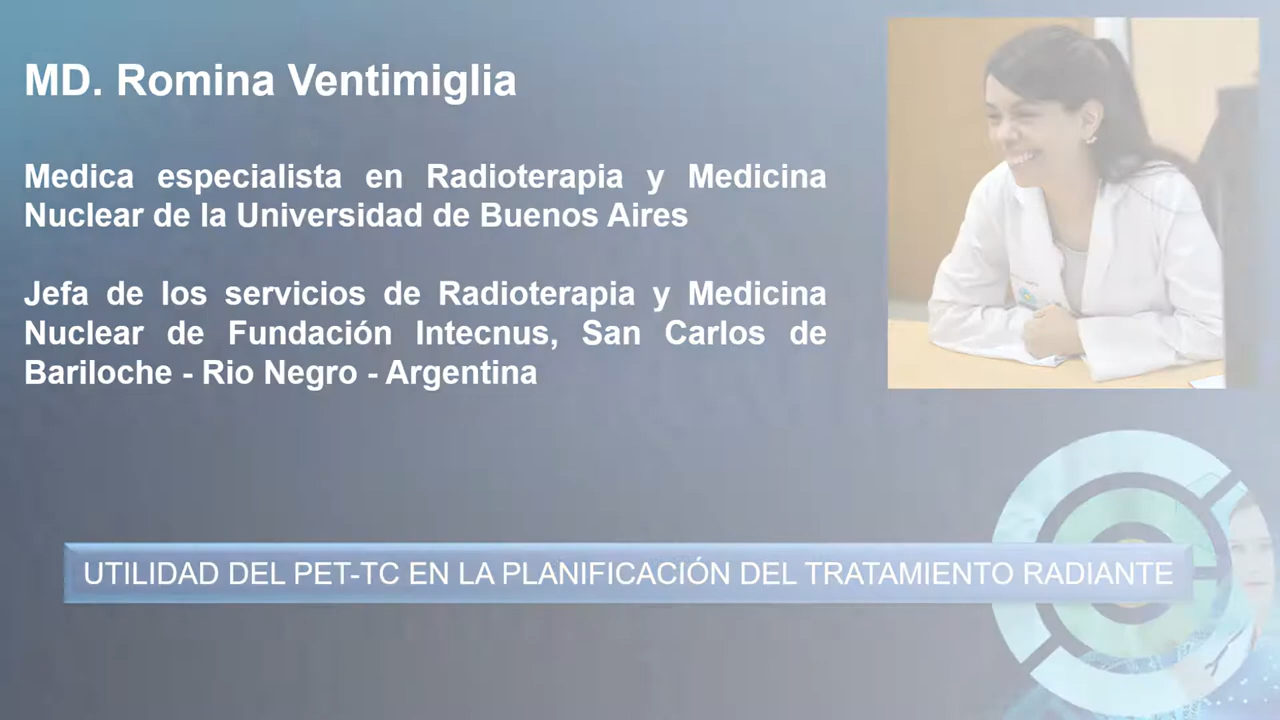 MD. Romina Ventimiglia
Medica especialista en Radioterapia y Medicina
Nuclear de la Universidad de Buenos Aires
Jefa de los servicios de Radioterapia y Medicina
Nuclear de Fundación Intecnus, San Carlos de
Bariloche - Rio Negro - Argentina
UTILIDAD DEL PET-TC EN LA PLANIFICACIÓN DEL TRATAMIENTO RADIANTE